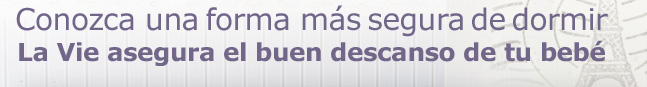 Conozca una forma más segura de dormir
La Vie asegura el buen descanso de tu bebé